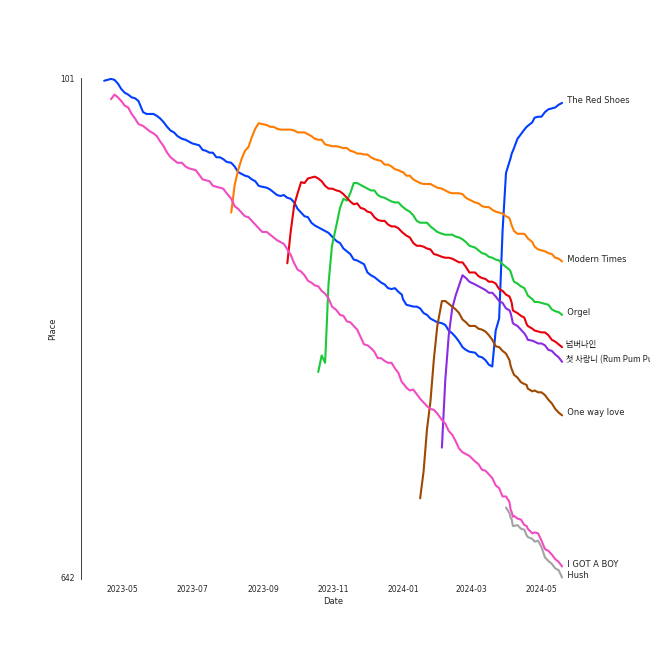 101
The Red Shoes
Modern Times
Orgel
넘버나인
첫 사랑니 (Rum Pum Pu
One way love
I GOT A BOY
Hush
642
Place
2023-05 2023-07 2023-09 2023-11 2024-01 2024-03 2024-05
Date